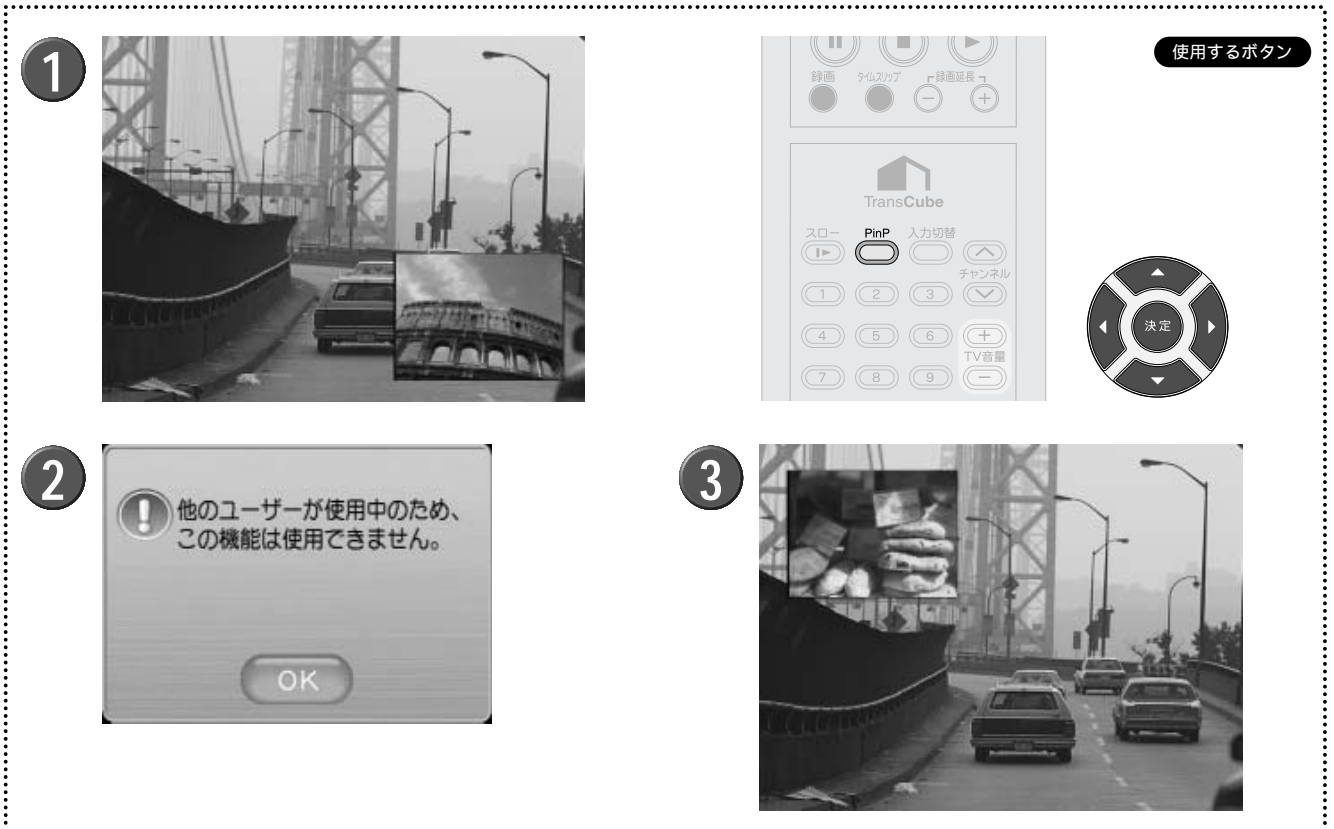 1
使用するボタン
録画 タイムスリップ 録画延長
− +
TransCube
スロー PinP 入力切替
チャンネル
1 2 3
4 5 6 +
TV音量
7 8 9 −
決定
2
他のユーザーが使用中のため、
この機能は使用できません。
OK
3